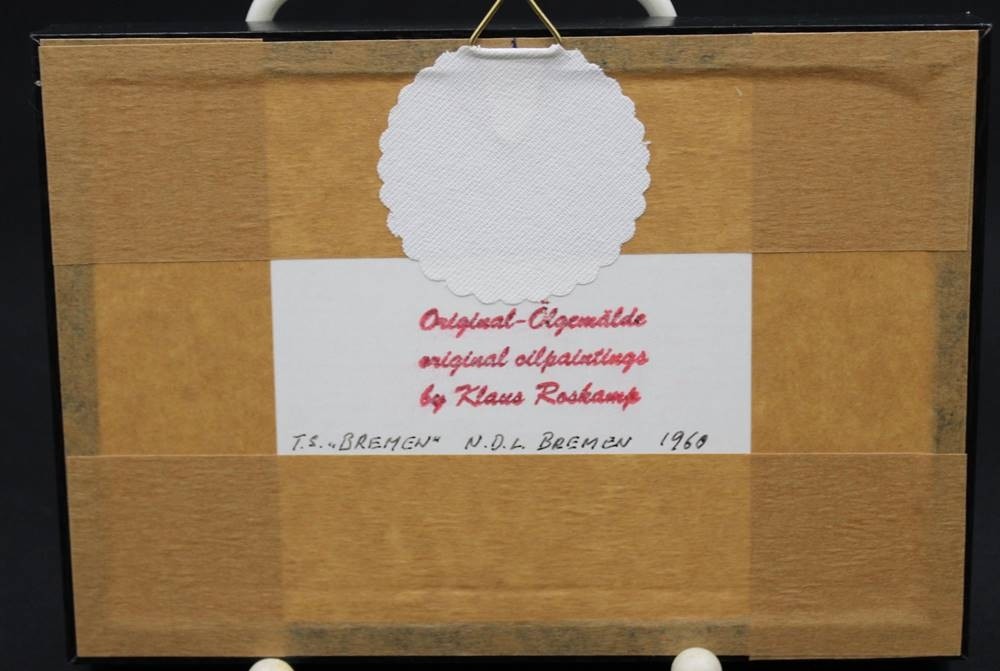 Original-Ölgemälde
original oilpaintings
by Klaus Roskamp
T.S. „BREMEN“ N.D.L. BREMEN 1960